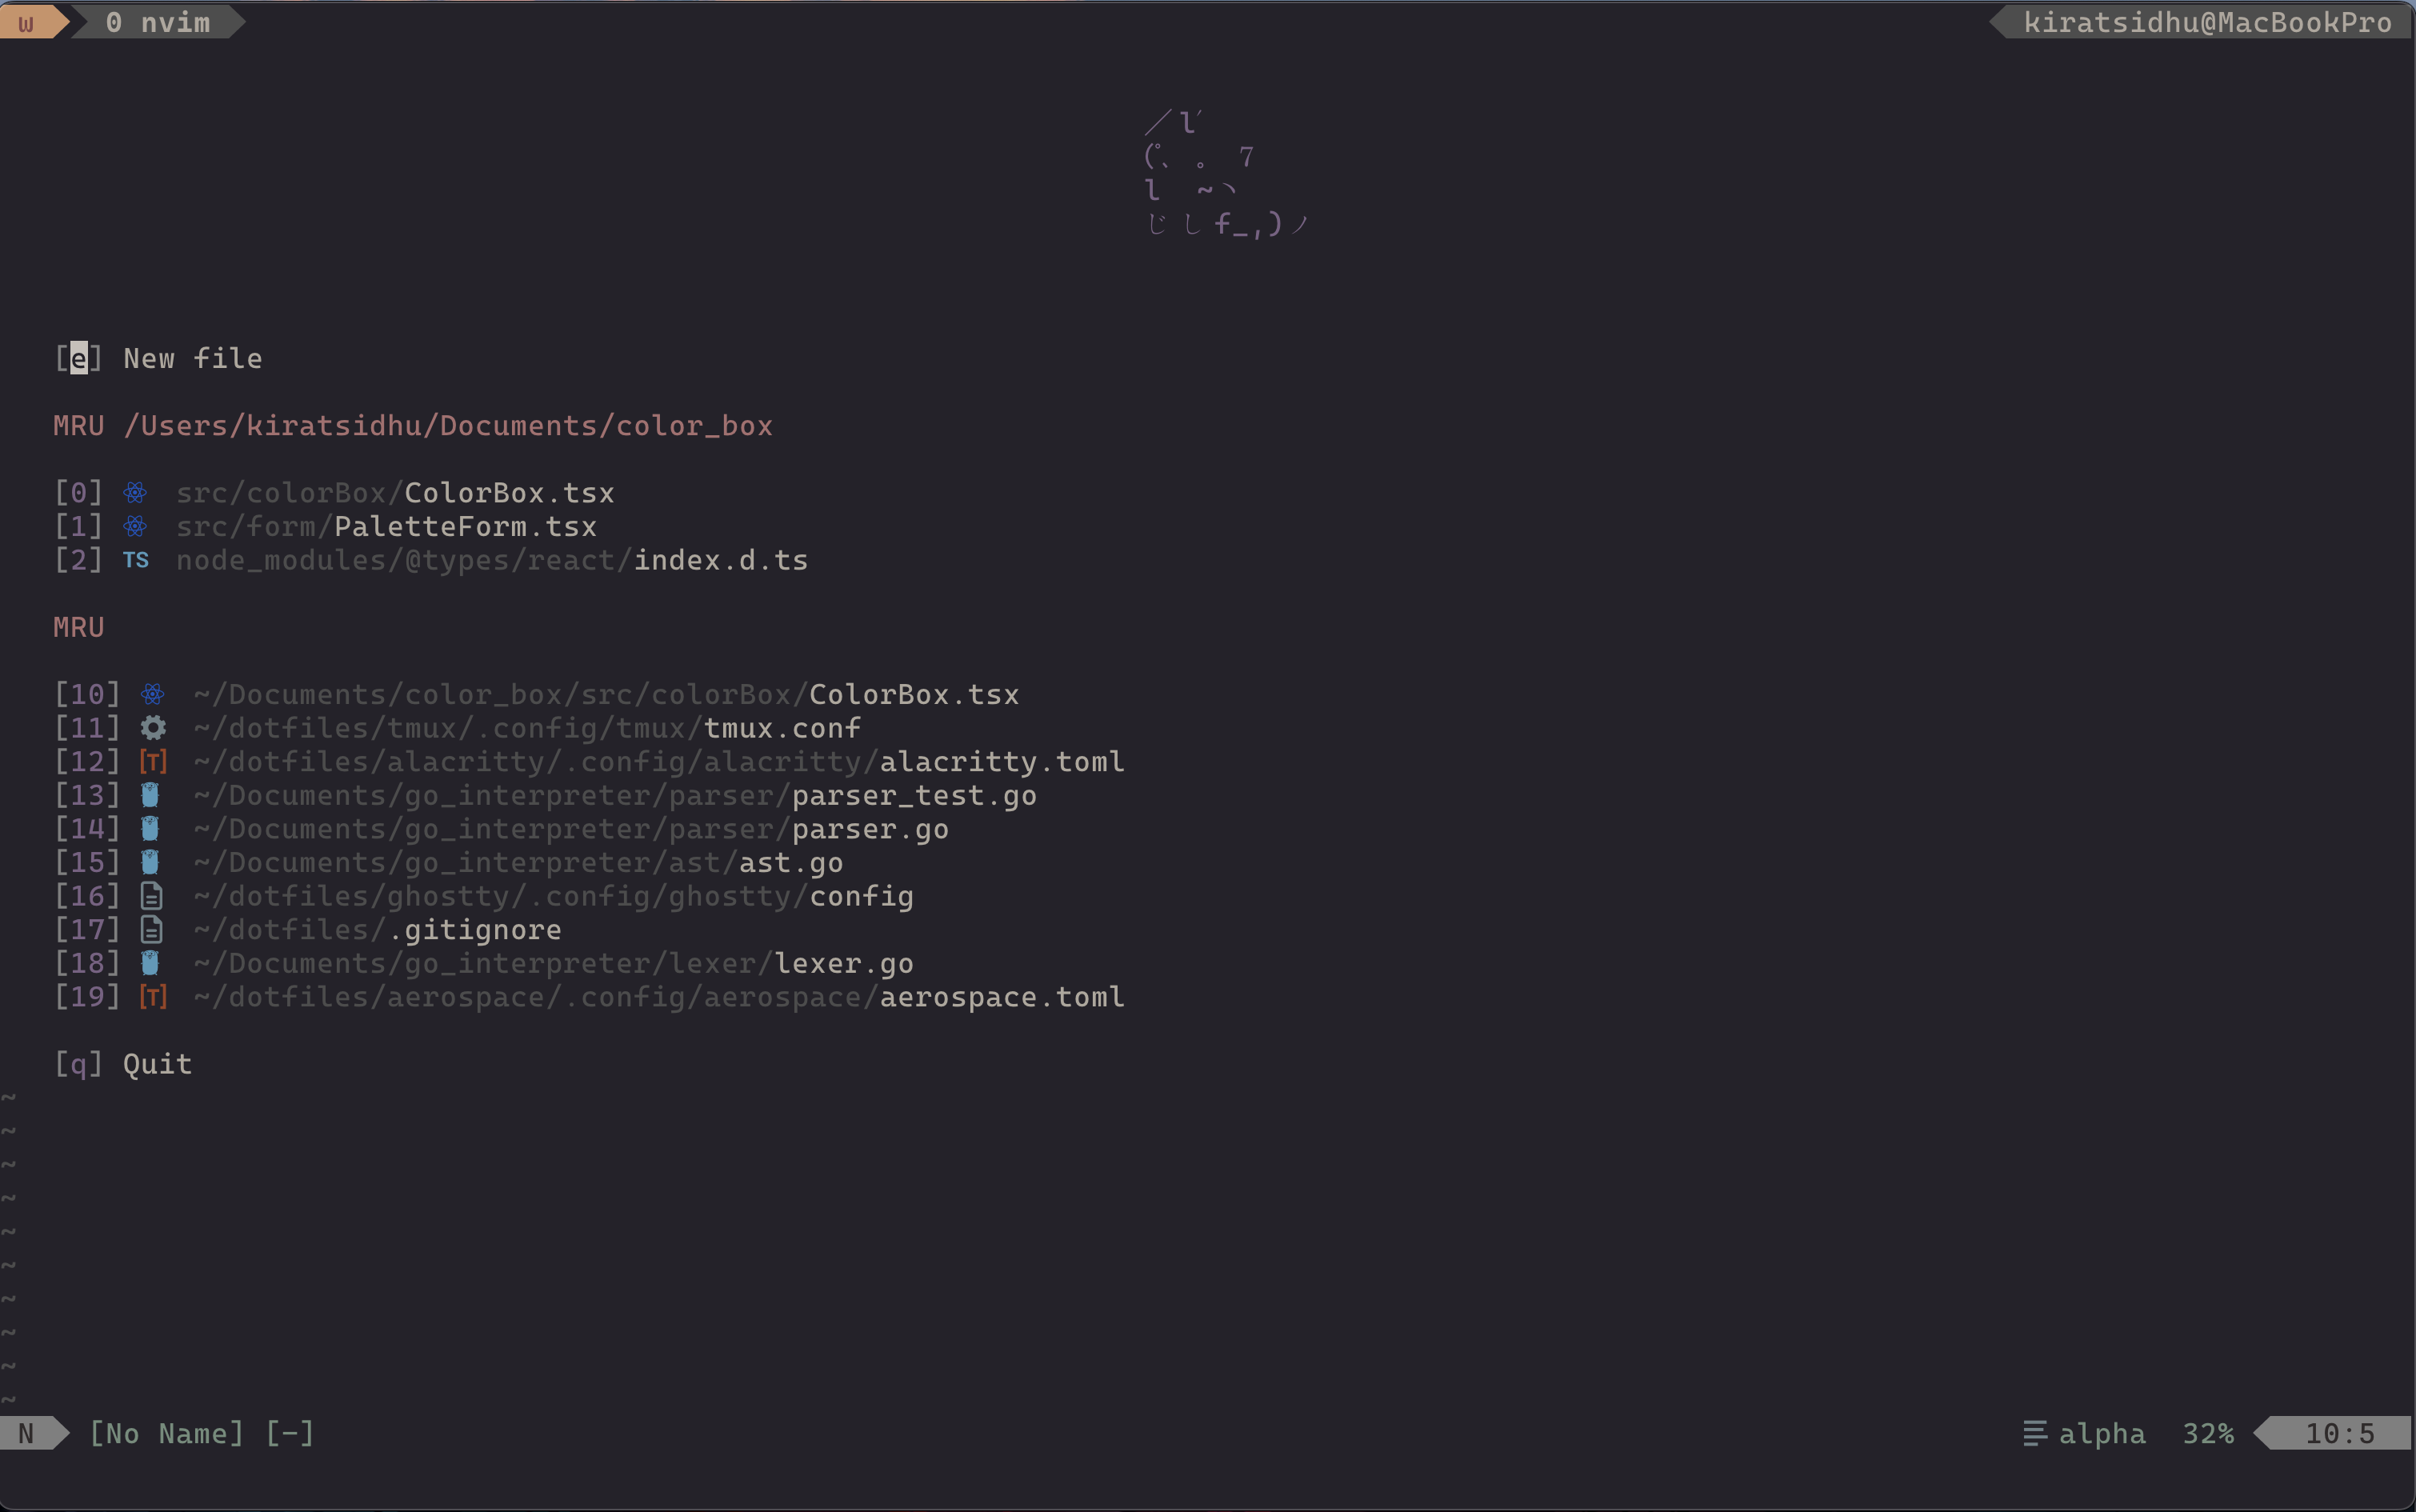 w 0 nvim kiratsidhu@MacBookPro
／l、
(ﾟ､ 。 7
l ~ヽ
じしf_,)ノ
[e] New file
MRU /Users/kiratsidhu/Documents/color_box
[0] src/colorBox/ColorBox.tsx
[1] src/form/PaletteForm.tsx
[2] TS node_modules/@types/react/index.d.ts
MRU
[10] ~/Documents/color_box/src/colorBox/ColorBox.tsx
[11] ~/dotfiles/tmux/.config/tmux/tmux.conf
[12] [T] ~/dotfiles/alacritty/.config/alacritty/alacritty.toml
[13] ~/Documents/go_interpreter/parser/parser_test.go
[14] ~/Documents/go_interpreter/parser/parser.go
[15] ~/Documents/go_interpreter/ast/ast.go
[16] ~/dotfiles/ghostty/.config/ghostty/config
[17] ~/dotfiles/.gitignore
[18] ~/Documents/go_interpreter/lexer/lexer.go
[19] [T] ~/dotfiles/aerospace/.config/aerospace/aerospace.toml
[q] Quit
~
~
~
~
~
~
~
~
~
~
N [No Name] [-] alpha 32% 10:5